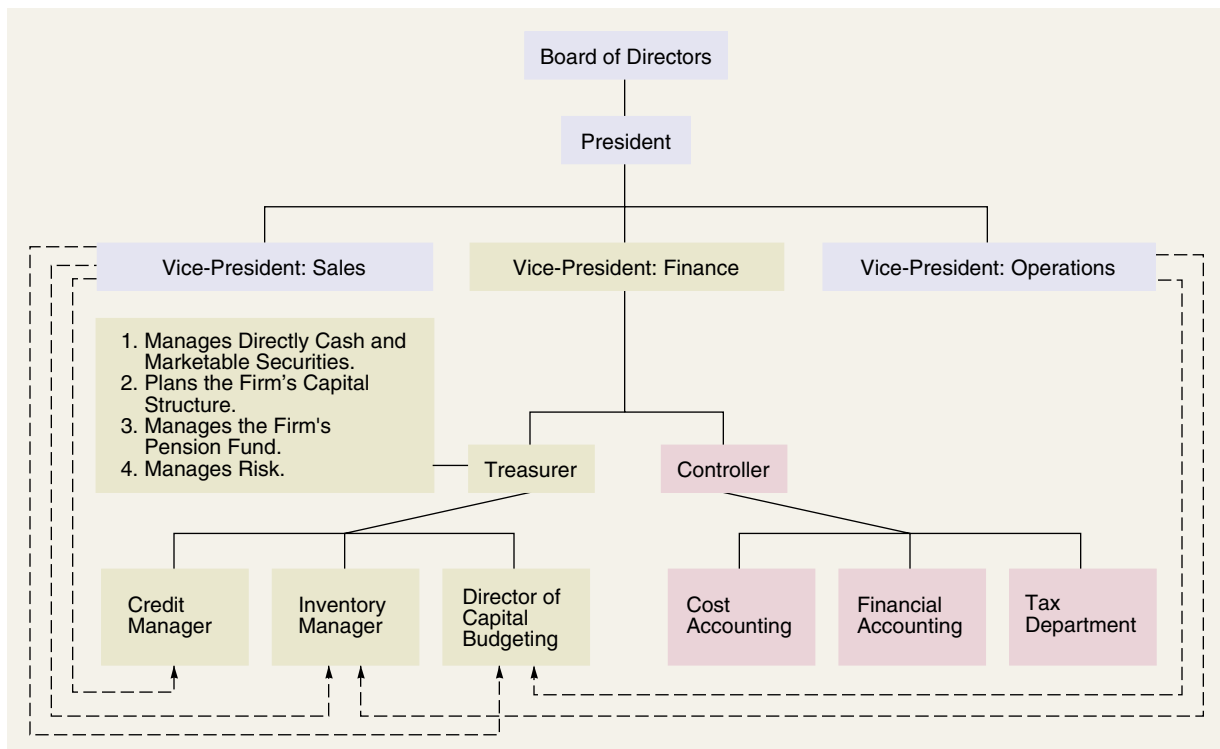 Board of Directors
President
Vice-President: Sales
Vice-President: Finance
Vice-President: Operations
1. Manages Directly Cash and
Marketable Securities.
2. Plans the Firm’s Capital
Structure.
3. Manages the Firm's
Pension Fund.
4. Manages Risk.
Treasurer
Controller
Credit
Manager
Inventory
Manager
Director of
Capital
Budgeting
Cost
Accounting
Financial
Accounting
Tax
Department